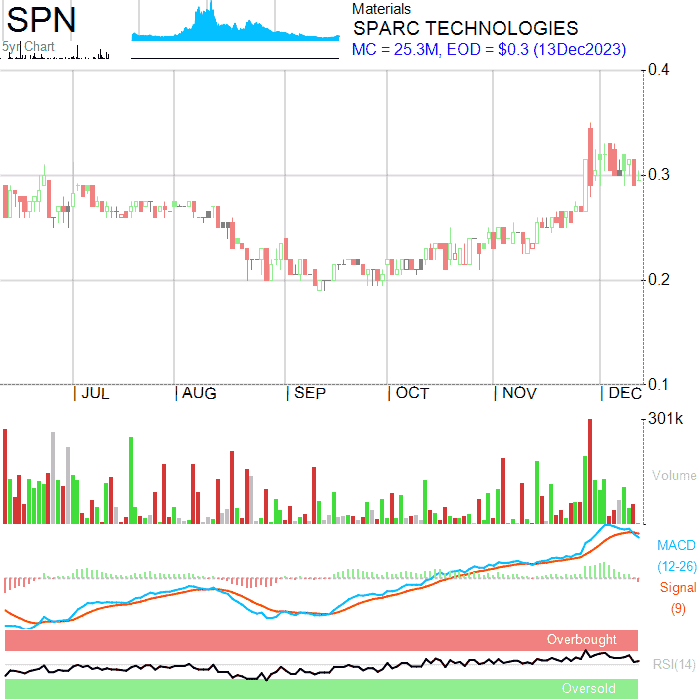 SPN
5yr Chart
Materials
SPARC TECHNOLOGIES
MC = 25.3M, EOD = $0.3 (13Dec2023)
0.4
0.3
0.2
0.1
JUL
AUG
SEP
OCT
NOV
DEC
301k
Volume
MACD
(12-26)
Signal
(9)
Overbought
RSI(14)
Oversold